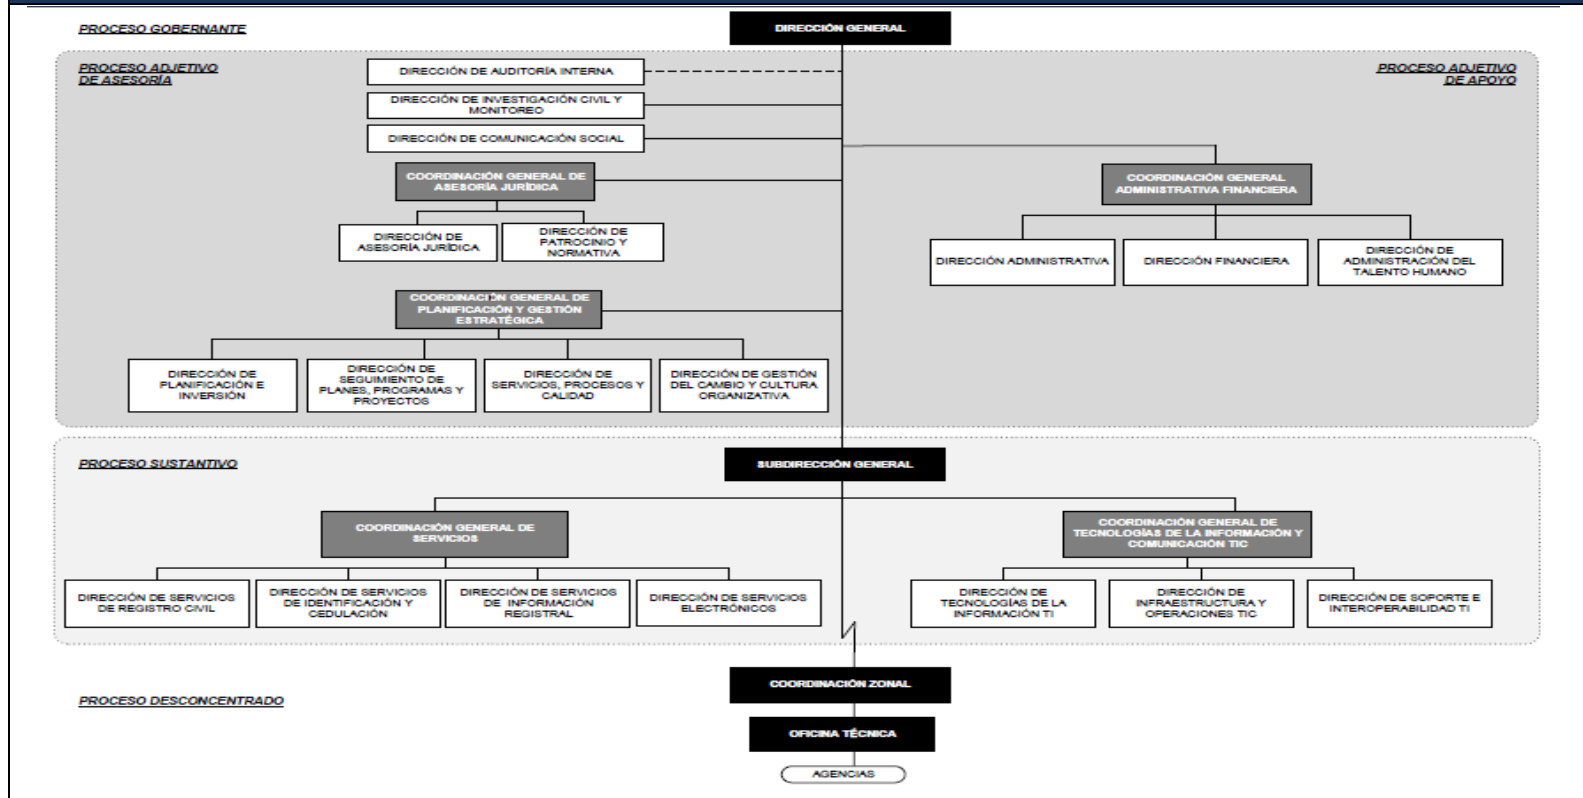 PROCESO GOBERNANTE
DIRECCIÓN GENERAL
PROCESO ADJETIVO
DE ASESORÍA
PROCESO ADJETIVO
DE APOYO
DIRECCIÓN DE AUDITORÍA INTERNA
DIRECCIÓN DE INVESTIGACIÓN CIVIL Y
MONITOREO
DIRECCIÓN DE COMUNICACIÓN SOCIAL
COORDINACIÓN GENERAL DE
ASESORÍA JURÍDICA
COORDINACIÓN GENERAL
ADMINISTRATIVA FINANCIERA
DIRECCIÓN DE
ASESORÍA JURÍDICA
DIRECCIÓN DE
PATROCINIO Y
NORMATIVA
DIRECCIÓN ADMINISTRATIVA
DIRECCIÓN FINANCIERA
DIRECCIÓN DE
ADMINISTRACIÓN DEL
TALENTO HUMANO
COORDINACIÓN GENERAL DE
PLANIFICACIÓN Y GESTIÓN
ESTRATÉGICA
DIRECCIÓN DE
PLANIFICACIÓN E
INVERSIÓN
DIRECCIÓN DE
SEGUIMIENTO DE
PLANES, PROGRAMAS Y
PROYECTOS
DIRECCIÓN DE
SERVICIOS, PROCESOS Y
CALIDAD
DIRECCIÓN DE GESTIÓN
DEL CAMBIO Y CULTURA
ORGANIZATIVA
PROCESO SUSTANTIVO
SUBDIRECCIÓN GENERAL
COORDINACIÓN GENERAL DE
SERVICIOS
COORDINACIÓN GENERAL DE
TECNOLOGÍAS DE LA INFORMACIÓN Y
COMUNICACIÓN TIC
DIRECCIÓN DE SERVICIOS
DE REGISTRO CIVIL
DIRECCIÓN DE SERVICIOS
DE IDENTIFICACIÓN Y
CEDULACIÓN
DIRECCIÓN DE SERVICIOS
DE INFORMACIÓN
REGISTRAL
DIRECCIÓN DE SERVICIOS
ELECTRÓNICOS
DIRECCIÓN DE
TECNOLOGÍAS DE LA
INFORMACIÓN TI
DIRECCIÓN DE
INFRAESTRUCTURA Y
OPERACIONES TIC
DIRECCIÓN DE SOPORTE E
INTEROPERABILIDAD TI
PROCESO DESCONCENTRADO
COORDINACIÓN ZONAL
OFICINA TÉCNICA
AGENCIAS